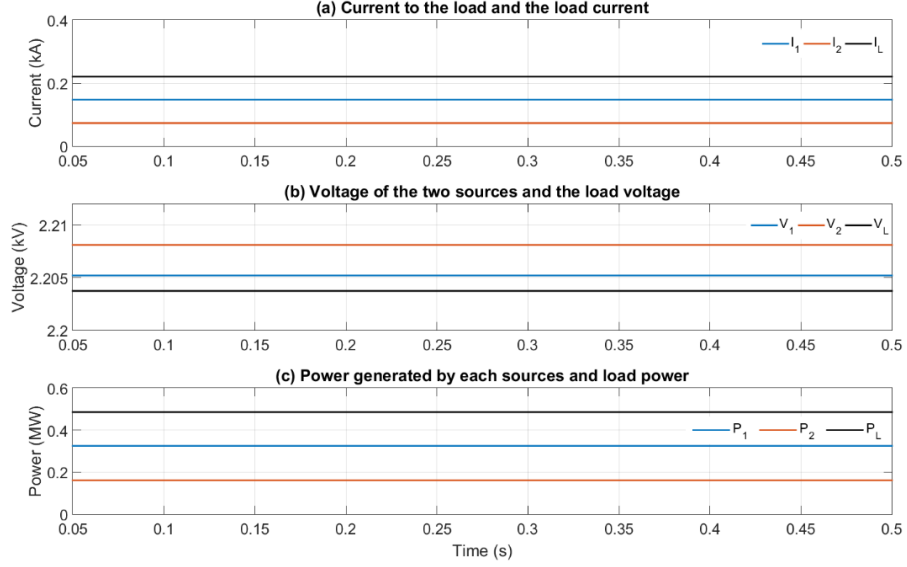 (a) Current to the load and the load current
0.4
0.2
0
Current (kA)
I1 I2 IL
0.05 0.1 0.15 0.2 0.25 0.3 0.35 0.4 0.45 0.5
(b) Voltage of the two sources and the load voltage
2.21
2.205
2.2
Voltage (kV)
V1 V2 VL
0.05 0.1 0.15 0.2 0.25 0.3 0.35 0.4 0.45 0.5
(c) Power generated by each sources and load power
0.6
0.4
0.2
0
Power (MW)
P1 P2 PL
0.05 0.1 0.15 0.2 0.25 0.3 0.35 0.4 0.45 0.5
Time (s)